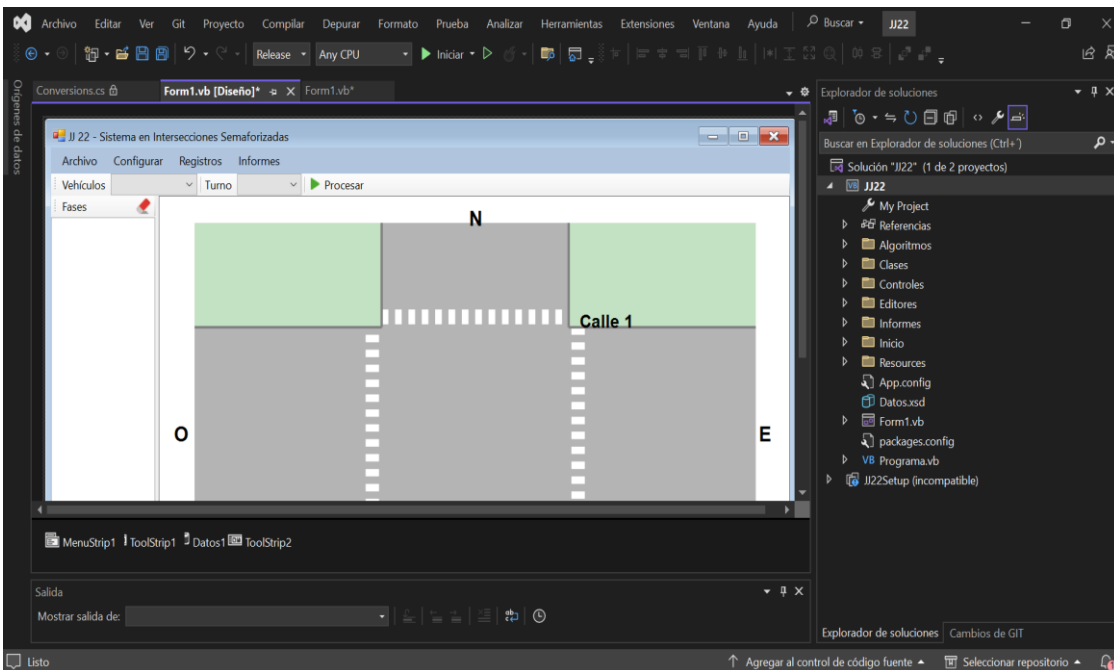 Archivo Editar Ver Git Proyecto Compilar Depurar Formato Prueba Analizar Herramientas Extensiones Ventana Ayuda Buscar JJ22
Release Any CPU Iniciar
Orígenes de datos
Conversions.cs Form1.vb [Diseño]* Form1.vb*
JJ 22 - Sistema en Intersecciones Semaforizadas
Archivo Configurar Registros Informes
Vehículos Turno Procesar
Fases
N
Calle 1
O E
MenuStrip1 ToolStrip1 Datos1 ToolStrip2
Salida
Mostrar salida de:
Explorador de soluciones
Buscar en Explorador de soluciones (Ctrl+´)
Solución "JJ22" (1 de 2 proyectos)
VB JJ22
My Project
Referencias
Algoritmos
Clases
Controles
Editores
Informes
Inicio
Resources
App.config
Datos.xsd
Form1.vb
packages.config
VB Programa.vb
JJ22Setup (incompatible)
Explorador de soluciones Cambios de GIT
Listo Agregar al control de código fuente Seleccionar repositorio